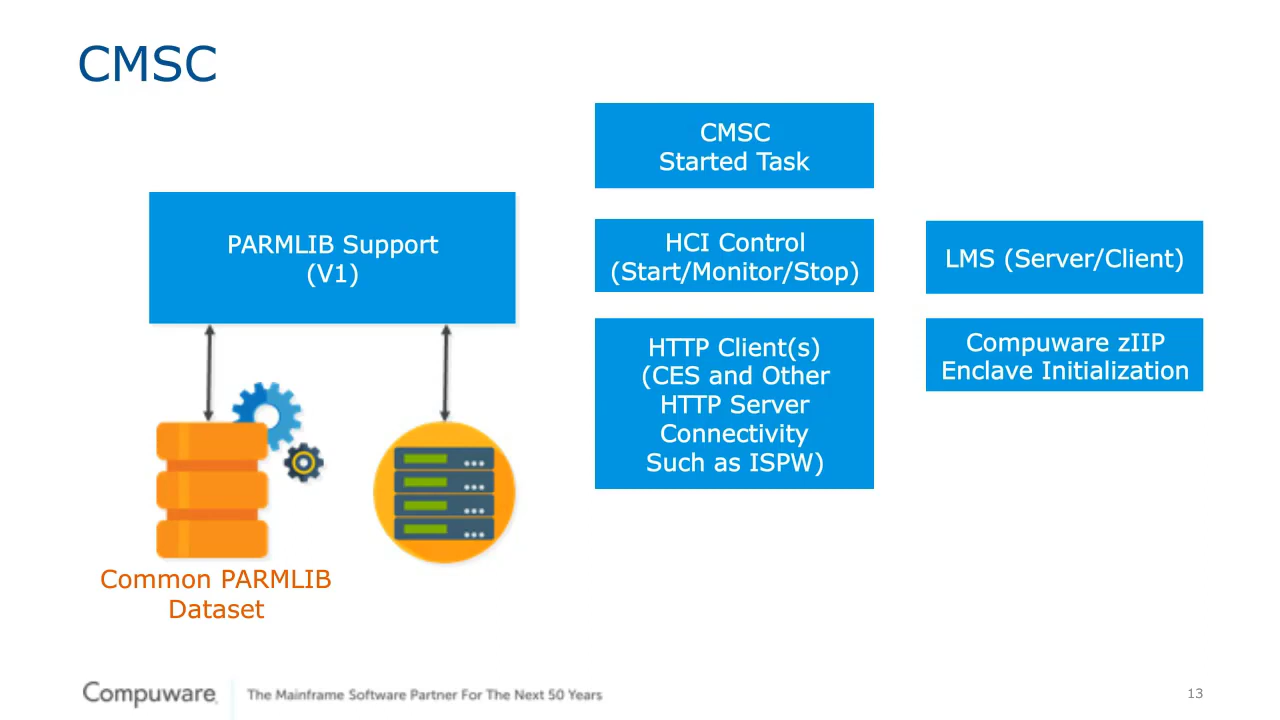 CMSC
CMSC
Started Task
PARMLIB Support
(V1)
HCI Control
(Start/Monitor/Stop)
LMS (Server/Client)
HTTP Client(s)
(CES and Other
HTTP Server
Connectivity
Such as ISPW)
Compuware zIIP
Enclave Initialization
Common PARMLIB
Dataset
Compuware.
The Mainframe Software Partner For The Next 50 Years
13